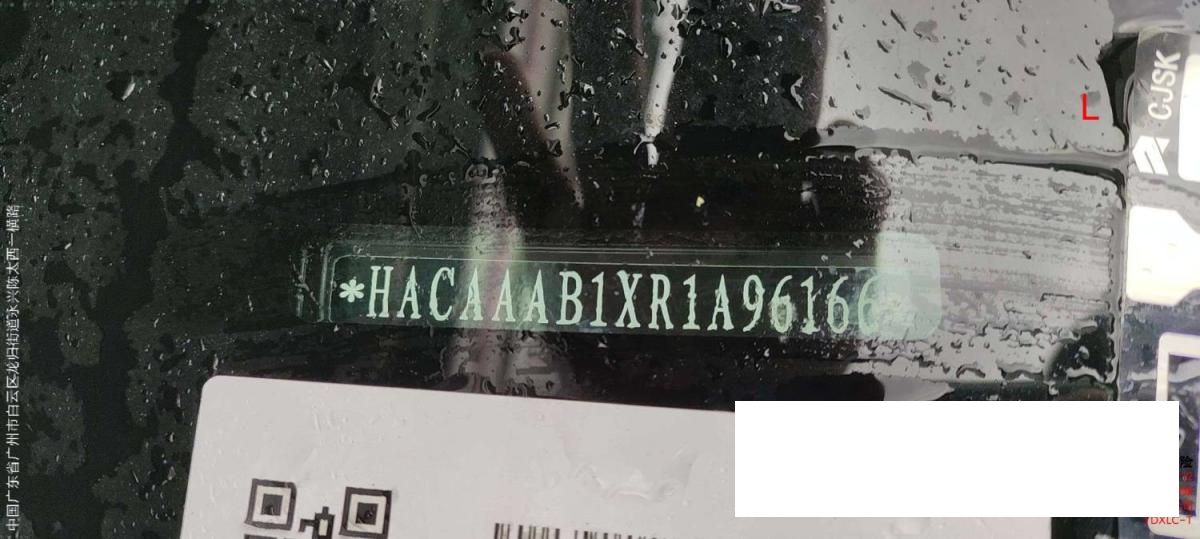 中国广东省广州市白云区龙归街道永兴陈太西一横路
L
CJSK
*HACAAAB1XR1A96166*
险
DXLC-T